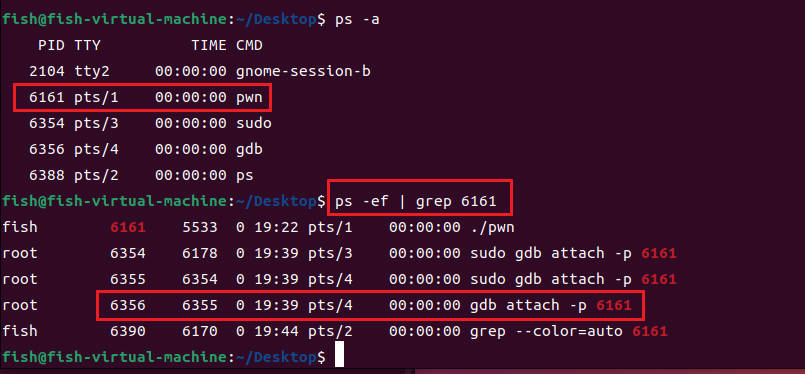 fish@fish-virtual-machine:~/Desktop$ ps -a
    PID TTY          TIME CMD
   2104 tty2     00:00:00 gnome-session-b
   6161 pts/1    00:00:00 pwn
   6354 pts/3    00:00:00 sudo
   6356 pts/4    00:00:00 gdb
   6388 pts/2    00:00:00 ps
fish@fish-virtual-machine:~/Desktop$ ps -ef | grep 6161
fish        6161    5533  0 19:22 pts/1    00:00:00 ./pwn
root        6354    6178  0 19:39 pts/3    00:00:00 sudo gdb attach -p 6161
root        6355    6354  0 19:39 pts/4    00:00:00 sudo gdb attach -p 6161
root        6356    6355  0 19:39 pts/4    00:00:00 gdb attach -p 6161
fish        6390    6170  0 19:44 pts/2    00:00:00 grep --color=auto 6161
fish@fish-virtual-machine:~/Desktop$